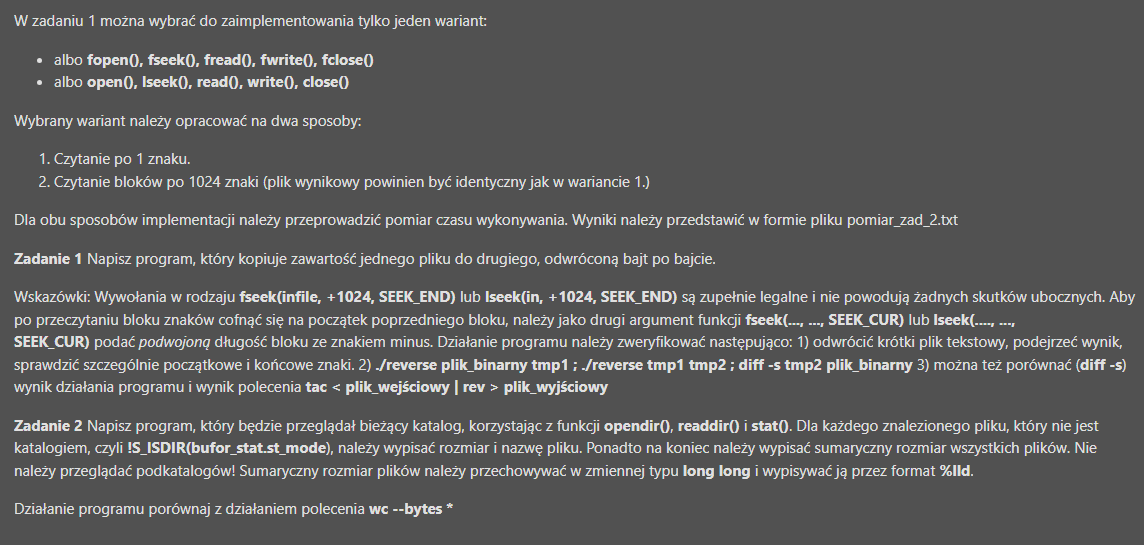 W zadaniu 1 można wybrać do zaimplementowania tylko jeden wariant:
• albo fopen(), fseek(), fread(), fwrite(), fclose()
• albo open(), lseek(), read(), write(), close()
Wybrany wariant należy opracować na dwa sposoby:
1. Czytanie po 1 znaku.
2. Czytanie bloków po 1024 znaki (plik wynikowy powinien być identyczny jak w wariancie 1.)
Dla obu sposobów implementacji należy przeprowadzić pomiar czasu wykonywania. Wyniki należy przedstawić w formie pliku pomiar_zad_2.txt
Zadanie 1 Napisz program, który kopiuje zawartość jednego pliku do drugiego, odwróconą bajt po bajcie.
Wskazówki: Wywołania w rodzaju fseek(infile, +1024, SEEK_END) lub lseek(in, +1024, SEEK_END) są zupełnie legalne i nie powodują żadnych skutków ubocznych. Aby
po przeczytaniu bloku znaków cofnąć się na początek poprzedniego bloku, należy jako drugi argument funkcji fseek(..., ..., SEEK_CUR) lub lseek(...., ...,
SEEK_CUR) podać podwojoną długość bloku ze znakiem minus. Działanie programu należy zweryfikować następująco: 1) odwrócić krótki plik tekstowy, podejrzeć wynik,
sprawdzić szczególnie początkowe i końcowe znaki. 2) ./reverse plik_binarny tmp1 ; ./reverse tmp1 tmp2 ; diff -s tmp2 plik_binarny 3) można też porównać (diff -s)
wynik działania programu i wynik polecenia tac < plik_wejściowy | rev > plik_wyjściowy
Zadanie 2 Napisz program, który będzie przeglądał bieżący katalog, korzystając z funkcji opendir(), readdir() i stat(). Dla każdego znalezionego pliku, który nie jest
katalogiem, czyli !S_ISDIR(bufor_stat.st_mode), należy wypisać rozmiar i nazwę pliku. Ponadto na koniec należy wypisać sumaryczny rozmiar wszystkich plików. Nie
należy przeglądać podkatalogów! Sumaryczny rozmiar plików należy przechowywać w zmiennej typu long long i wypisywać ją przez format %lld.
Działanie programu porównaj z działaniem polecenia wc --bytes *